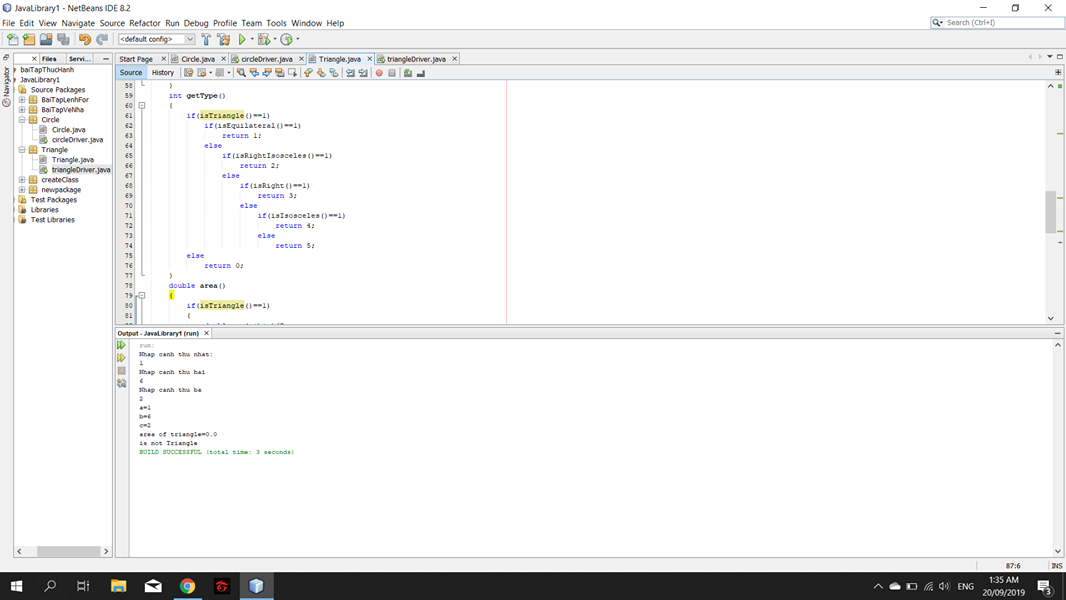 JavaLibrary1 - NetBeans IDE 8.2
File Edit View Navigate Source Refactor Run Debug Profile Team Tools Window Help
Search (Ctrl+I)
<default config>
Files Servi...
Start Page Circle.java circleDriver.java Triangle.java triangleDriver.java
Navigator
Source History
baiTapThucHanh
JavaLibrary1
Source Packages
BaiTapLenhFor
BaiTapVeNha
Circle
Circle.java
circleDriver.java
Triangle
Triangle.java
triangleDriver.java
createClass
newpackage
Test Packages
Libraries
Test Libraries
58 }
59 int getType()
60 {
61 if(isTriangle()==1)
62 if(isEquilateral()==1)
63 return 1;
64 else
65 if(isRightIsosceles()==1)
66 return 2;
67 else
68 if(isRight()==1)
69 return 3;
70 else
71 if(isIsosceles()==1)
72 return 4;
73 else
74 return 5;
75 else
76 return 0;
77 }
78 double area()
79 {
80 if(isTriangle()==1)
81 {
Output - JavaLibrary1 (run)
run:
Nhap canh thu nhat:
1
Nhap canh thu hai
6
Nhap canh thu ba
2
a=1
b=6
c=2
area of triangle=0.0
is not Triangle
BUILD SUCCESSFUL (total time: 3 seconds)
87:6 INS
ENG
1:35 AM
20/09/2019
3